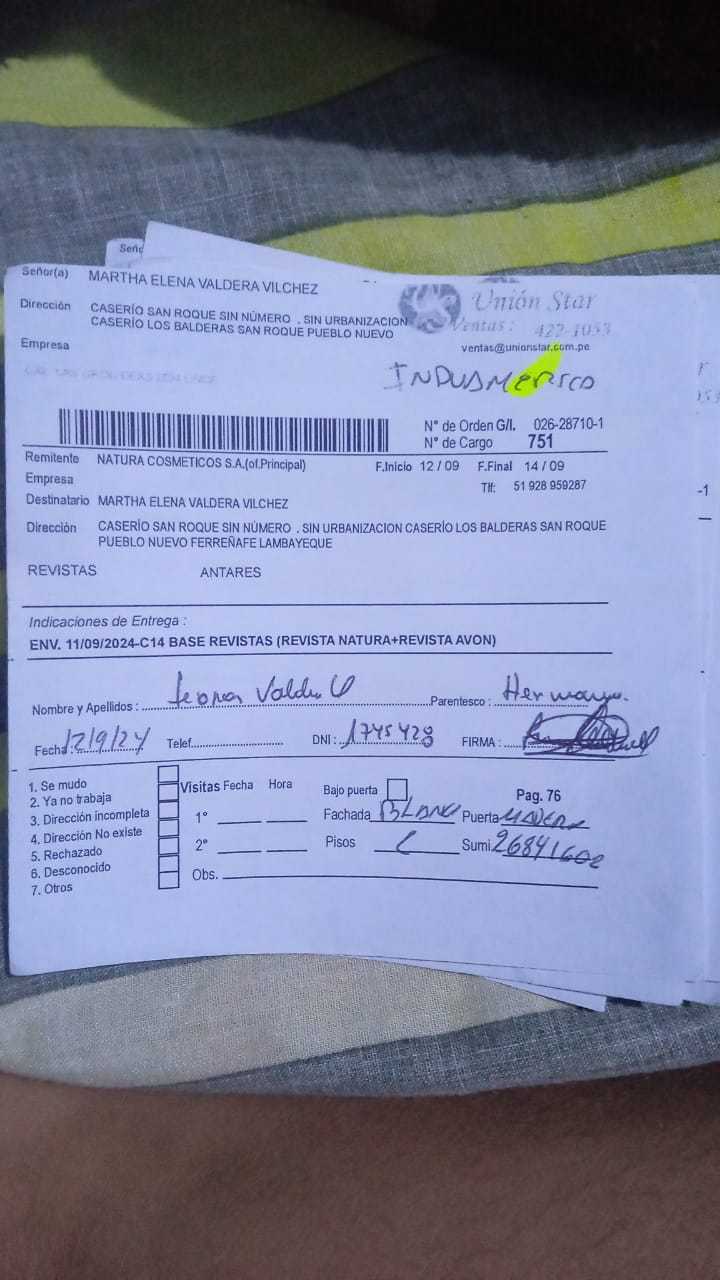 Seño
Señor(a) MARTHA ELENA VALDERA VILCHEZ
Unión Star
Ventas: 422-1053
ventas@unionstar.com.pe
Dirección CASERÍO SAN ROQUE SIN NÚMERO , SIN URBANIZACION
CASERÍO LOS BALDERAS SAN ROQUE PUEBLO NUEVO
Empresa
INDUAMERICA
N° de Orden G/I. 026-28710-1
N° de Cargo 751
Remitente NATURA COSMETICOS S.A.(of.Principal) F.Inicio 12 / 09 F.Final 14 / 09
Empresa Tlf: 51 928 959287
Destinatario MARTHA ELENA VALDERA VILCHEZ
Dirección CASERÍO SAN ROQUE SIN NÚMERO , SIN URBANIZACION CASERÍO LOS BALDERAS SAN ROQUE
PUEBLO NUEVO FERREÑAFE LAMBAYEQUE
REVISTAS ANTARES
Indicaciones de Entrega :
ENV. 11/09/2024-C14 BASE REVISTAS (REVISTA NATURA+REVISTA AVON)
Nombre y Apellidos : Parentesco : Hermana.
Fecha : 12/9/24 Telef. DNI : 1745428 FIRMA :
1. Se mudo
2. Ya no trabaja
3. Dirección incompleta
4. Dirección No existe
5. Rechazado
6. Desconocido
7. Otros
Visitas Fecha Hora Bajo puerta Pag. 76
1° Fachada BLANCO Puerta MADERA
2° Pisos 1 Sumi 26841602
Obs.
-1